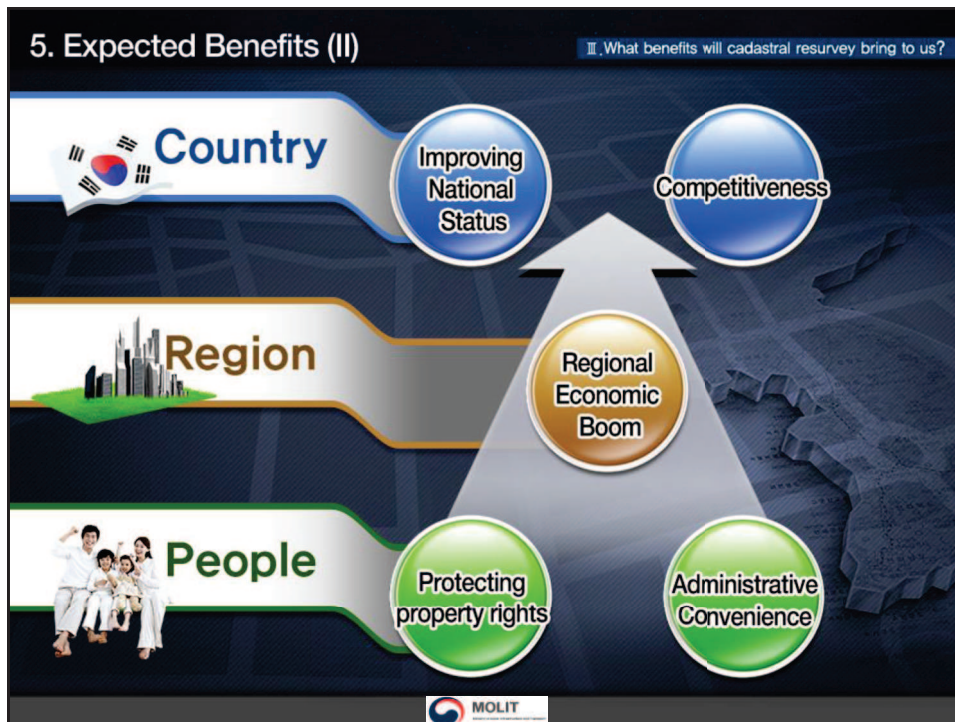 5. Expected Benefits (II)
Ⅲ.What benefits will cadastral resurvey bring to us?
Country
Improving
National
Status
Competitiveness
Region
Regional
Economic
Boom
People
Protecting
property rights
Administrative
Convenience
MOLIT